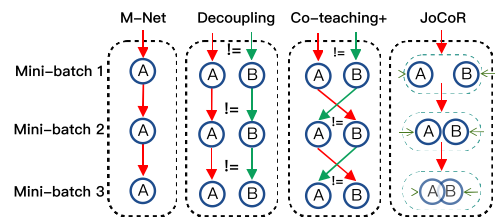 M-Net Decoupling Co-teaching+ JoCoR
!= !=
Mini-batch 1 A A B A B A B
!= !=
Mini-batch 2 A A B A B A B
!= !=
Mini-batch 3 A A B A B A B